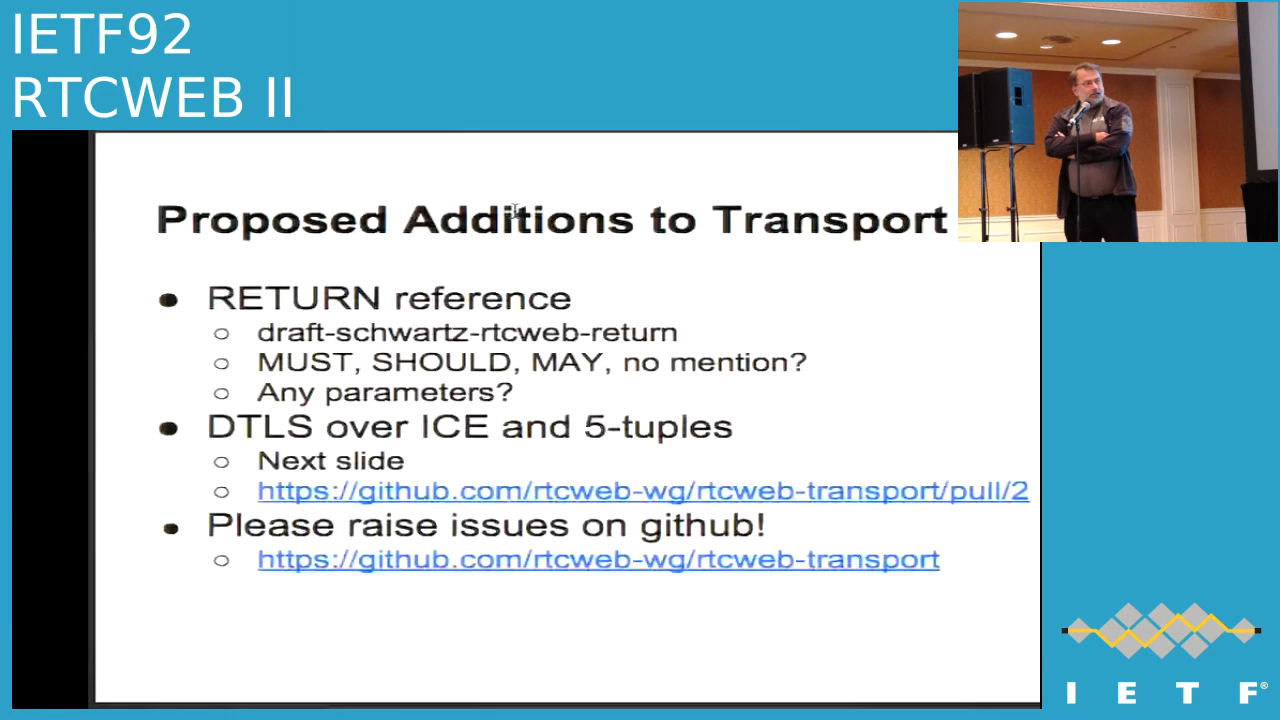 IETF92
RTCWEB II
Proposed Additions to Transport
● RETURN reference
○ draft-schwartz-rtcweb-return
○ MUST, SHOULD, MAY, no mention?
○ Any parameters?
● DTLS over ICE and 5-tuples
○ Next slide
○ https://github.com/rtcweb-wg/rtcweb-transport/pull/2
● Please raise issues on github!
○ https://github.com/rtcweb-wg/rtcweb-transport
I E T F®